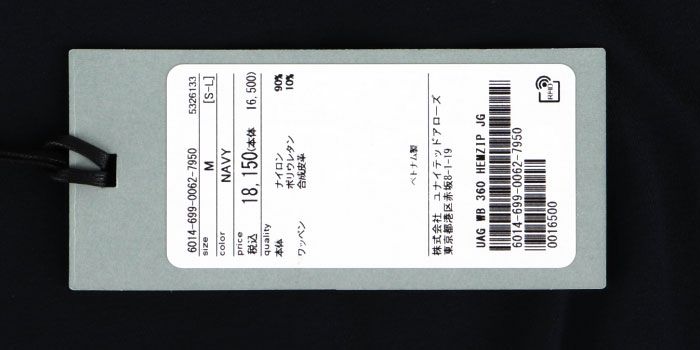 6014-699-0062-7950 5326133
size M [S-L]
color NAVY
price
税込 18,150(本体 16,500)
quality
本体 ナイロン 90%
ポリウレタン 10%
ワッペン 合成皮革
ベトナム製
株式会社 ユナイテッドアローズ
東京都港区赤坂8-1-19
UAG WB 360 HEMZIP JG
6014-699-0062-7950
0016500
RFID